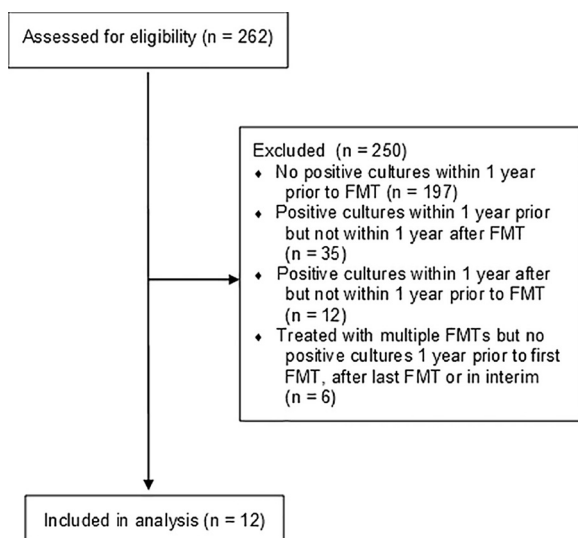 Assessed for eligibility (n = 262)
Excluded (n = 250)
♦ No positive cultures within 1 year
prior to FMT (n = 197)
♦ Positive cultures within 1 year prior
but not within 1 year after FMT
(n = 35)
♦ Positive cultures within 1 year after
but not within 1 year prior to FMT
(n = 12)
♦ Treated with multiple FMTs but no
positive cultures 1 year prior to first
FMT, after last FMT or in interim
(n = 6)
Included in analysis (n = 12)